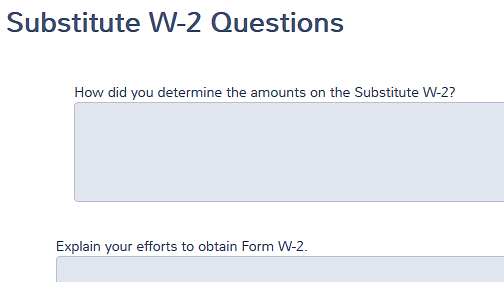 Substitute W-2 Questions
How did you determine the amounts on the Substitute W-2?
Explain your efforts to obtain Form W-2.